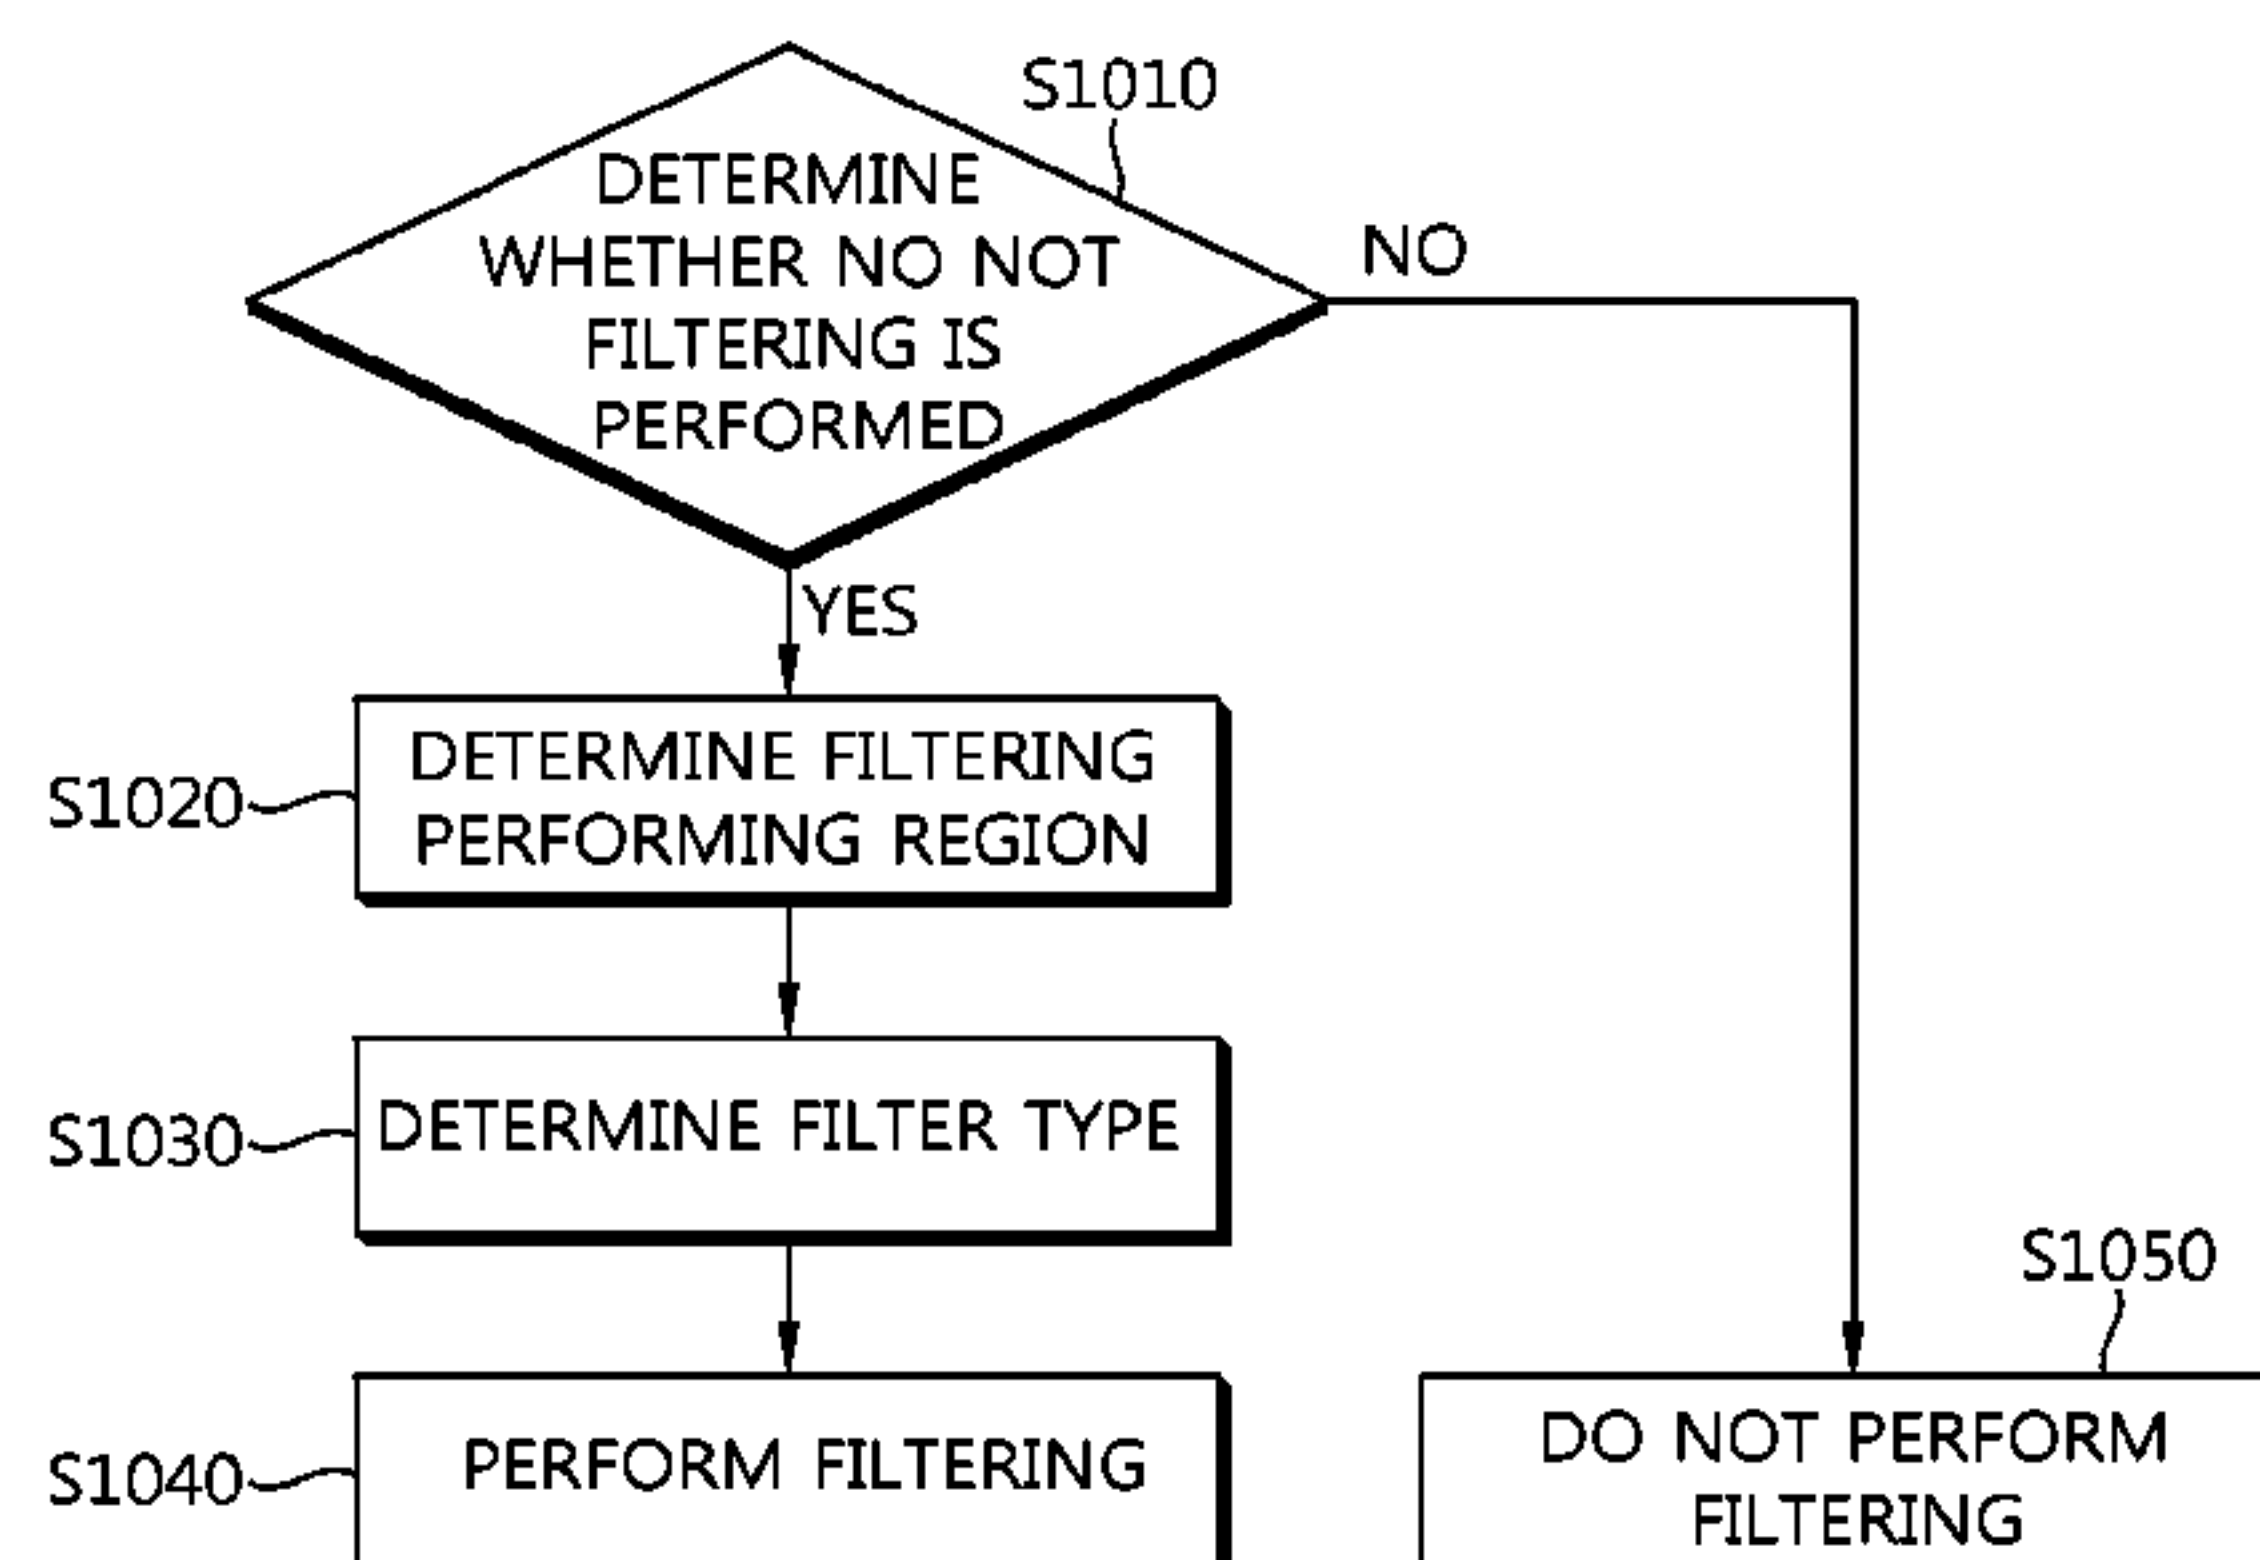 S1010
DETERMINE
WHETHER NO NOT
FILTERING IS
PERFORMED
NO
YES
S1020
DETERMINE FILTERING
PERFORMING REGION
S1030
DETERMINE FILTER TYPE
S1040
PERFORM FILTERING
S1050
DO NOT PERFORM
FILTERING